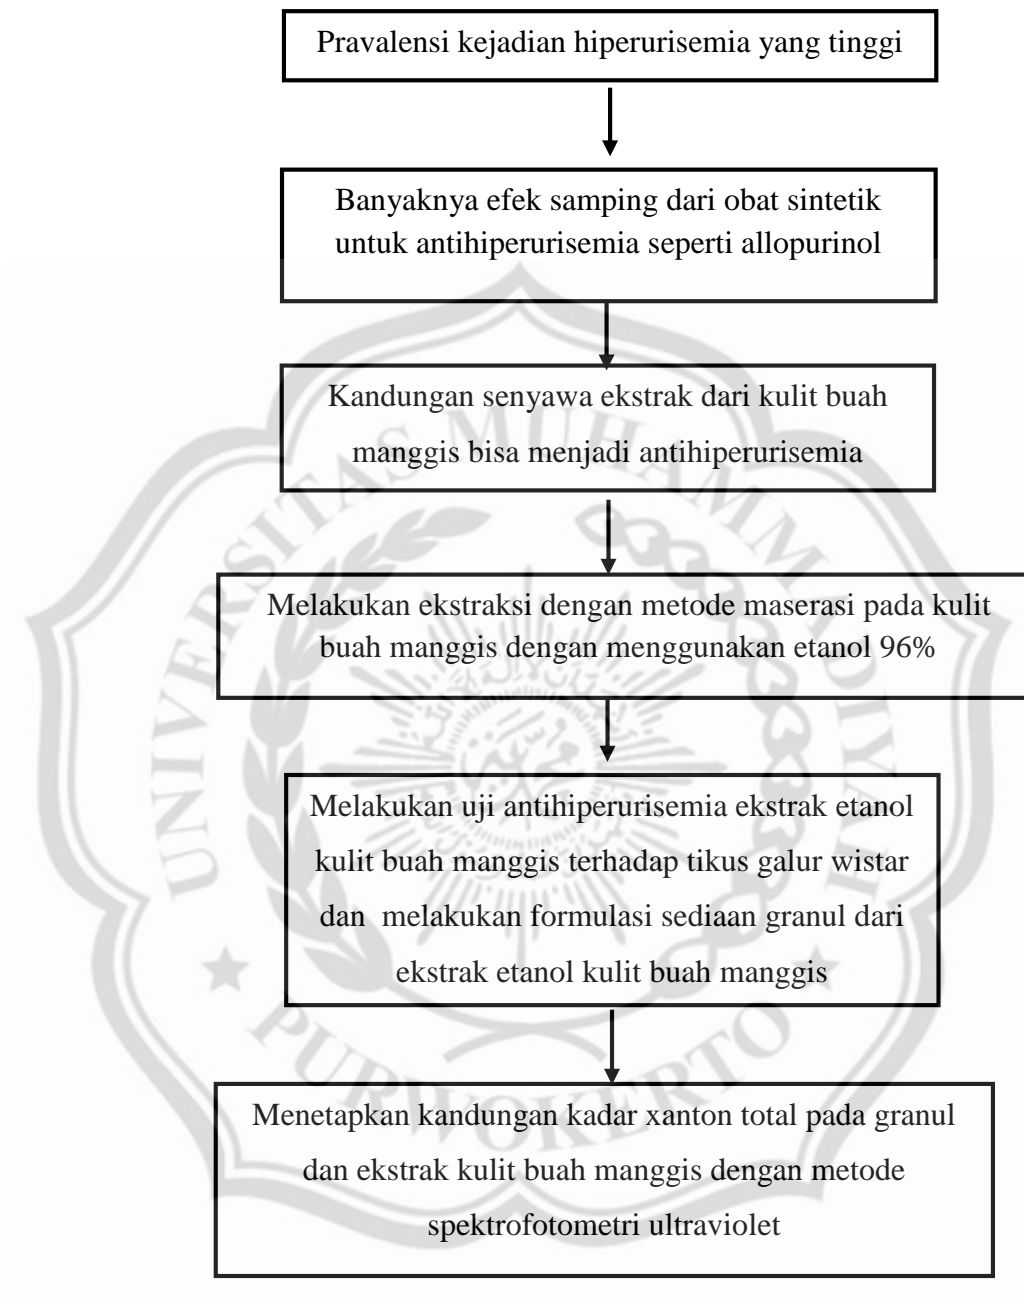 Pravalensi kejadian hiperurisemia yang tinggi
Banyaknya efek samping dari obat sintetik
untuk antihiperurisemia seperti allopurinol
Kandungan senyawa ekstrak dari kulit buah
manggis bisa menjadi antihiperurisemia
Melakukan ekstraksi dengan metode maserasi pada kulit
buah manggis dengan menggunakan etanol 96%
Melakukan uji antihiperurisemia ekstrak etanol
kulit buah manggis terhadap tikus galur wistar
dan melakukan formulasi sediaan granul dari
ekstrak etanol kulit buah manggis
Menetapkan kandungan kadar xanton total pada granul
dan ekstrak kulit buah manggis dengan metode
spektrofotometri ultraviolet
UNIVERSITAS MUHAMMADIYAH
PURWOKERTO